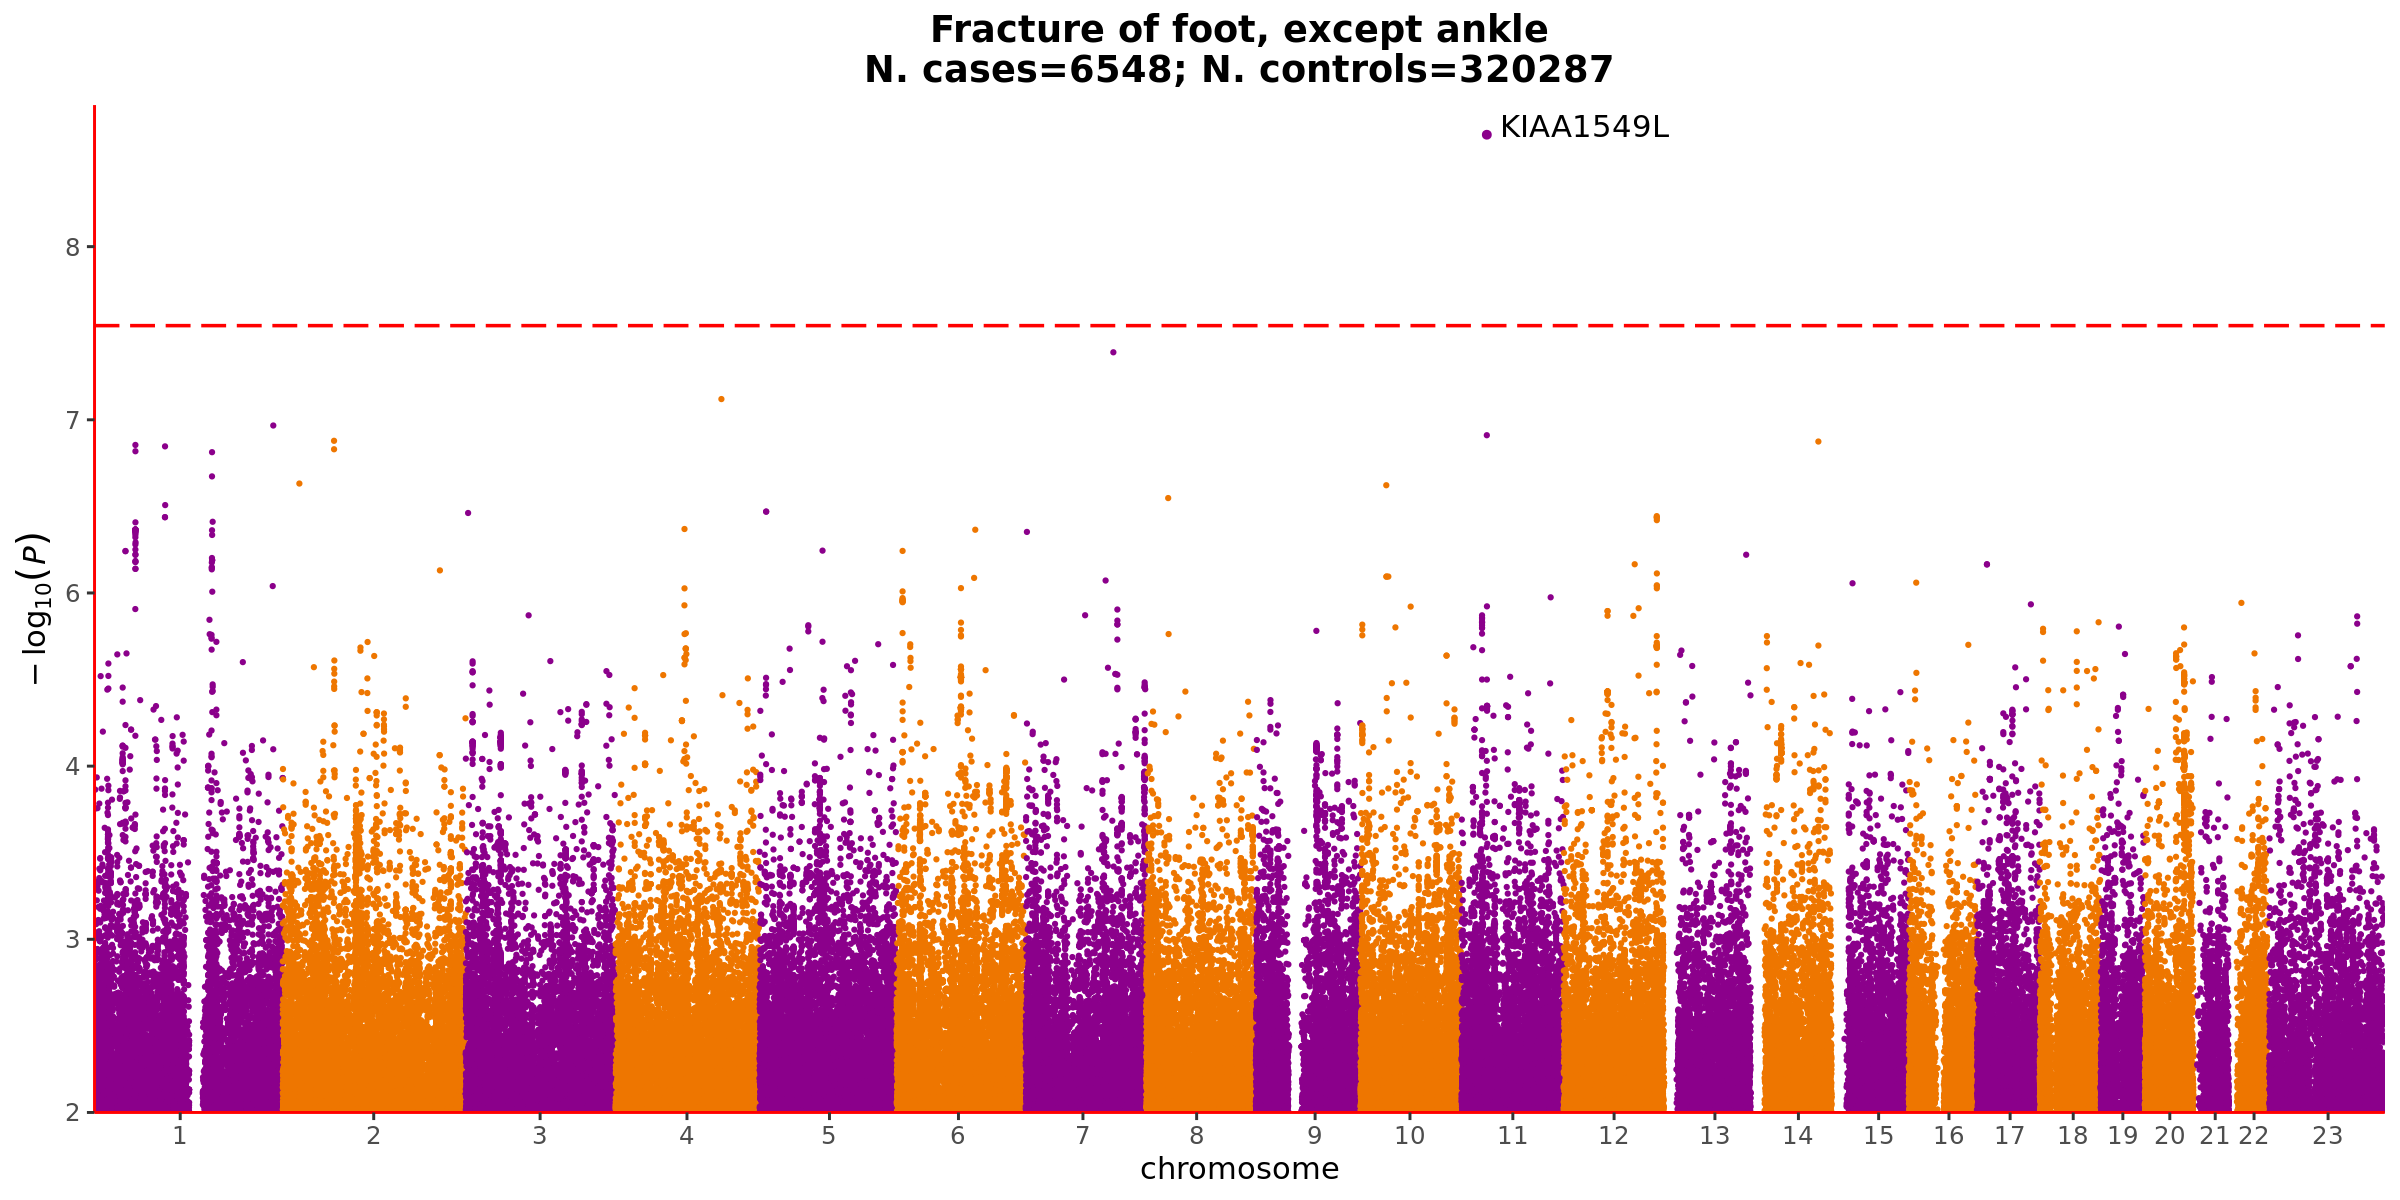 Fracture of foot, except ankle
N. cases=6548; N. controls=320287
KIAA1549L
8
7
6
4
3
2
−log10(P)
1 2 3 4 5 6 7 8 9 10 11 12 13 14 15 16 17 18 19 20 21 22 23
chromosome